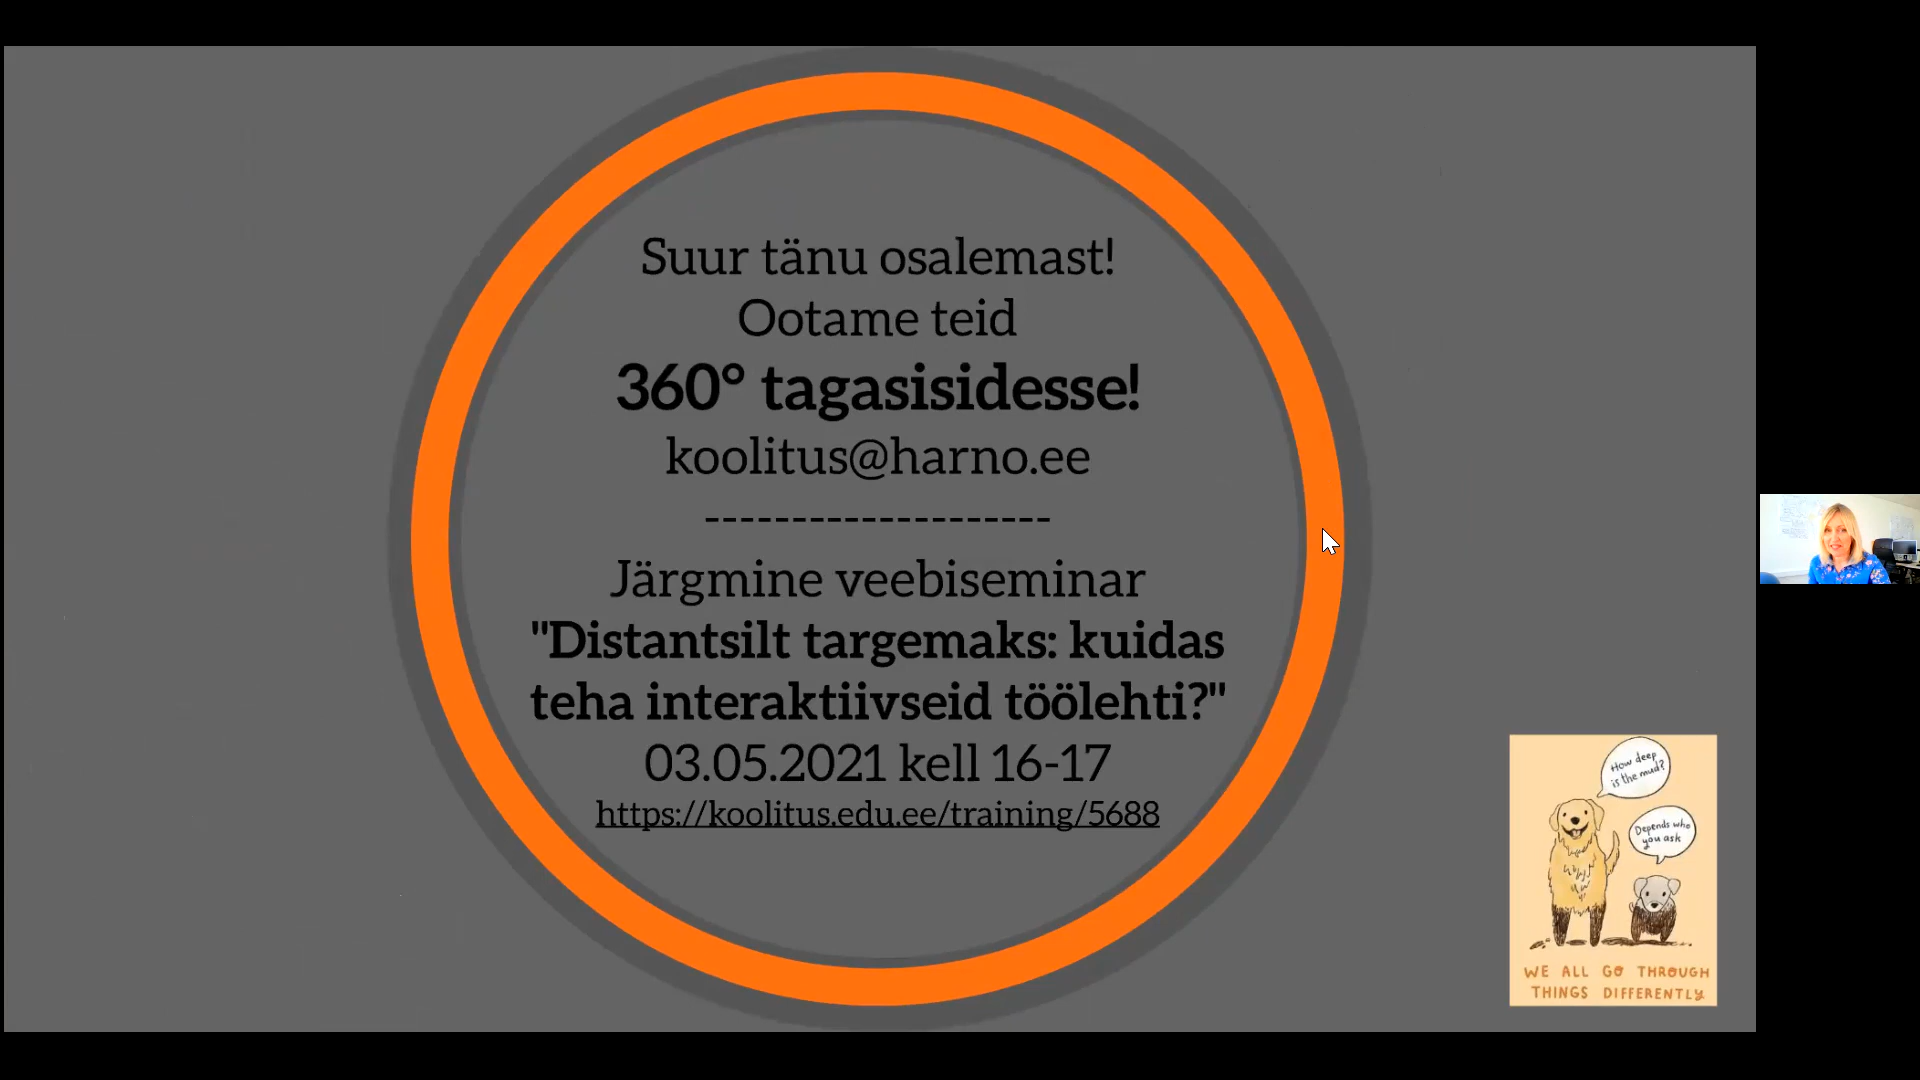 Suur tänu osalemast!
Ootame teid
360° tagasisidesse!
koolitus@harno.ee
--------------------
Järgmine veebiseminar
"Distantsilt targemaks: kuidas
teha interaktiivseid töölehti?"
03.05.2021 kell 16-17
https://koolitus.edu.ee/training/5688
How deep
is the mud?
Depends who
you ask
WE ALL GO THROUGH
THINGS DIFFERENTLY